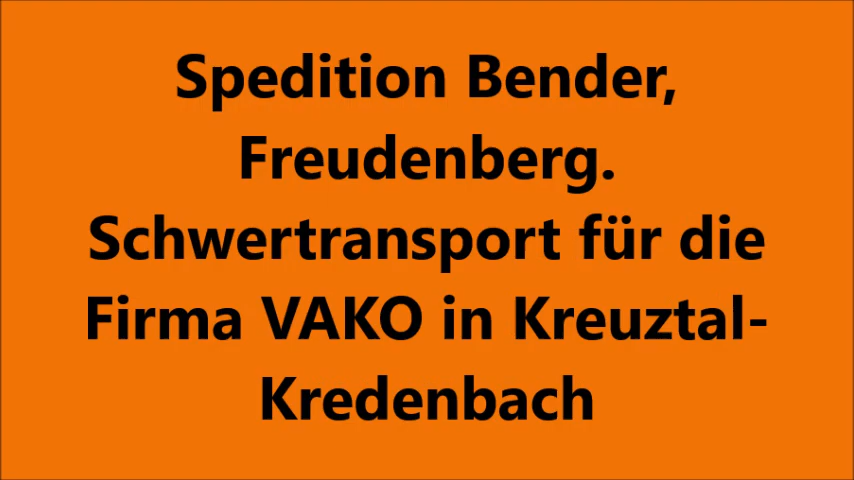 Spedition Bender,
Freudenberg.
Schwertransport für die
Firma VAKO in Kreuztal-
Kredenbach